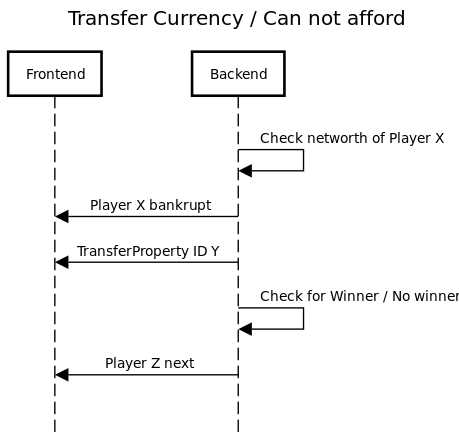 Transfer Currency / Can not afford
Frontend
Backend
Check networth of Player X
Player X bankrupt
TransferProperty ID Y
Check for Winner / No winner
Player Z next